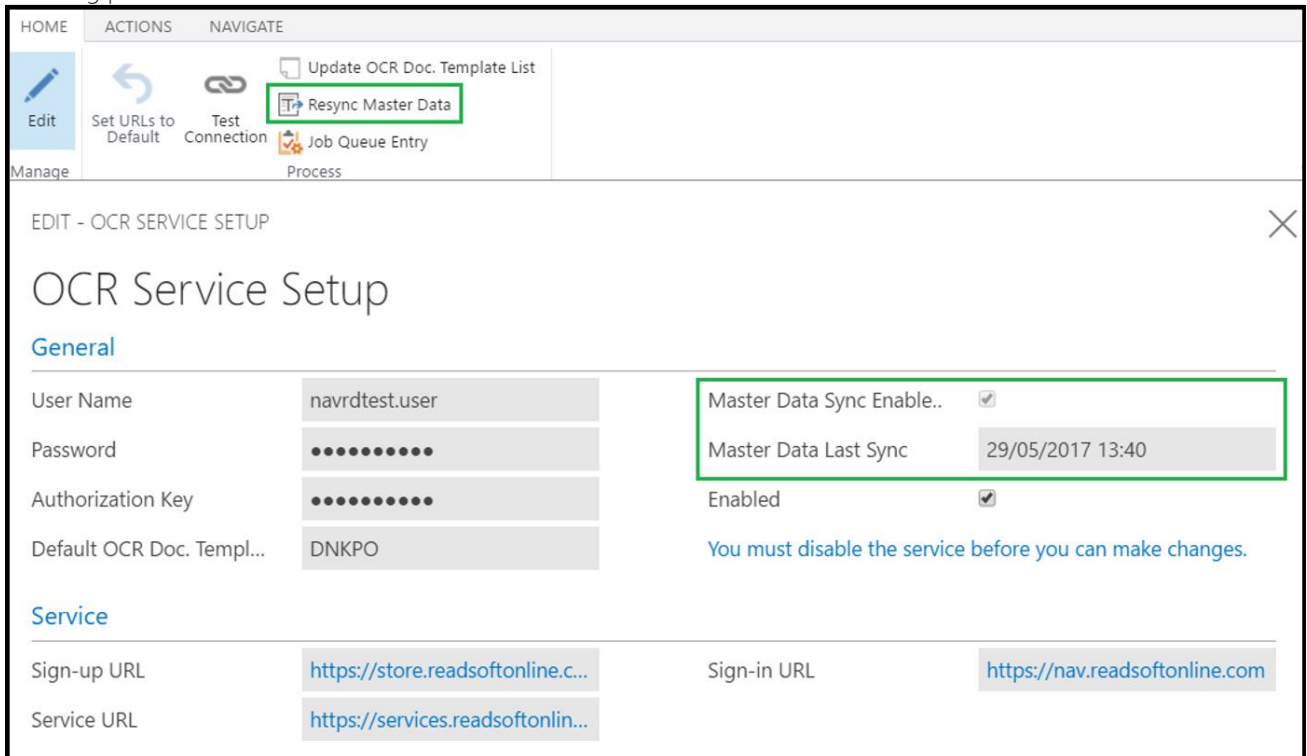 HOME ACTIONS NAVIGATE
Edit
Set URLs to Default
Test Connection
Update OCR Doc. Template List
Resync Master Data
Job Queue Entry
Manage Process
EDIT - OCR SERVICE SETUP
OCR Service Setup
General
User Name navrdtest.user Master Data Sync Enable..
Password ●●●●●●●●●● Master Data Last Sync 29/05/2017 13:40
Authorization Key ●●●●●●●●●● Enabled
Default OCR Doc. Templ... DNKPO You must disable the service before you can make changes.
Service
Sign-up URL https://store.readsoftonline.c... Sign-in URL https://nav.readsoftonline.com
Service URL https://services.readsoftonlin...